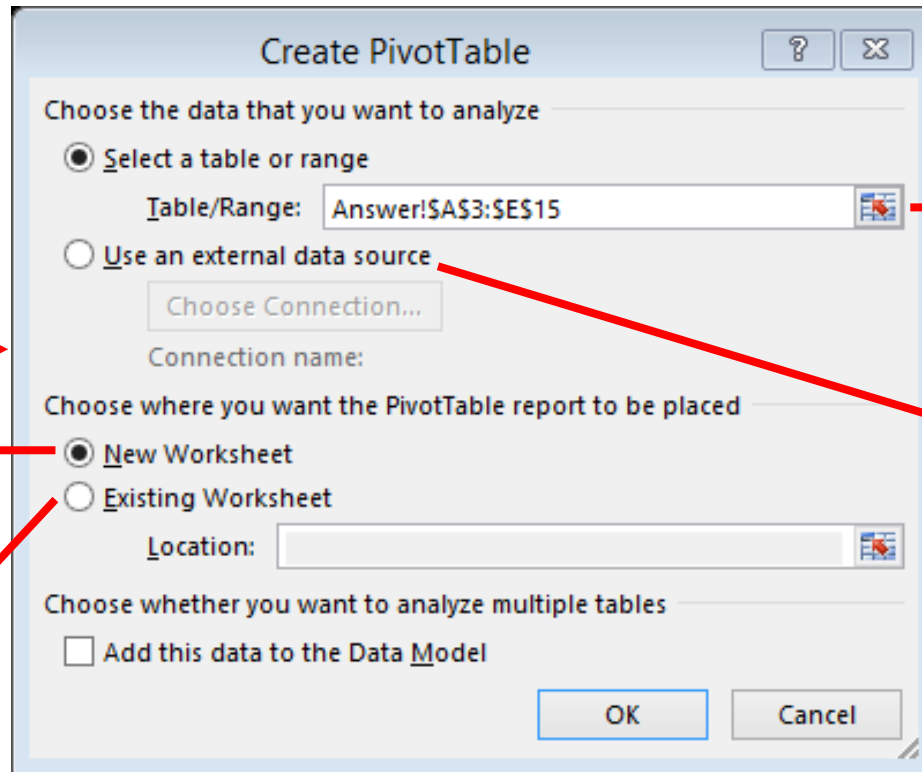 Create PivotTable
Choose the data that you want to analyze
Select a table or range
Table/Range: Answer!$A$3:$E$15
Use an external data source
Choose Connection...
Connection name:
Choose where you want the PivotTable report to be placed
New Worksheet
Existing Worksheet
Location:
Choose whether you want to analyze multiple tables
Add this data to the Data Model
OK Cancel